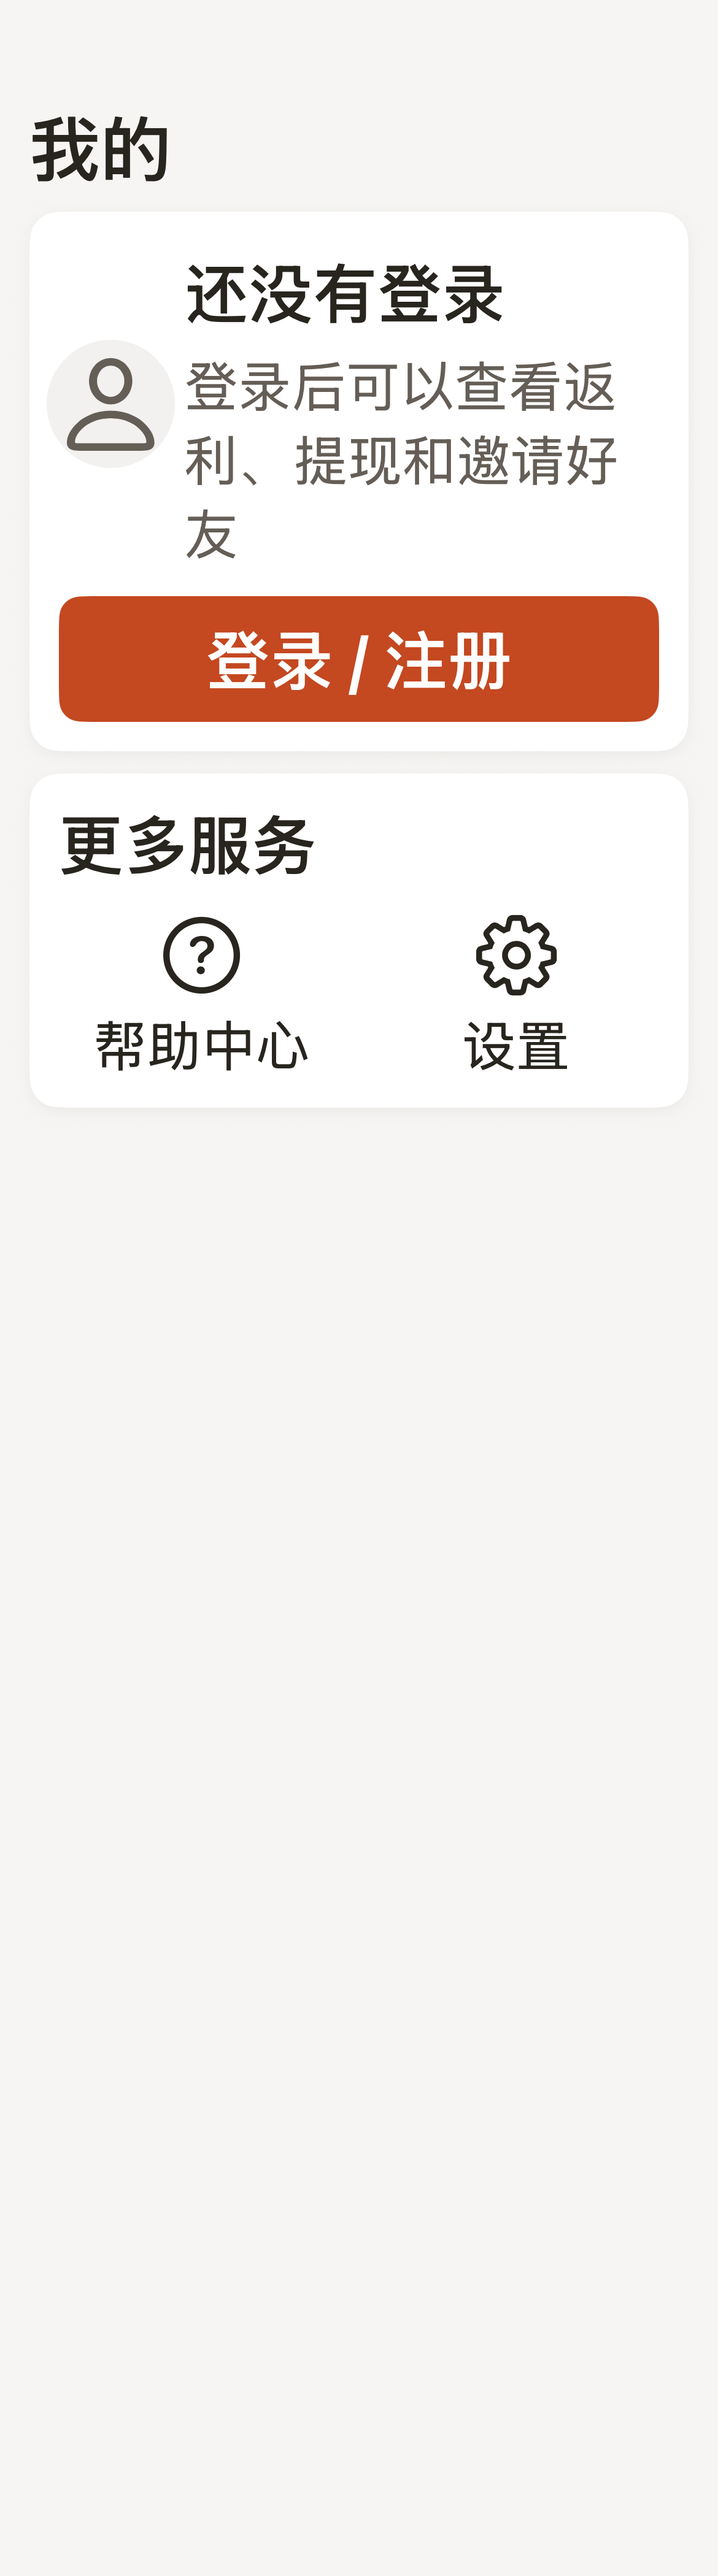 我的
还没有登录
登录后可以查看返
利、提现和邀请好
友
登录 / 注册
更多服务
帮助中心
设置